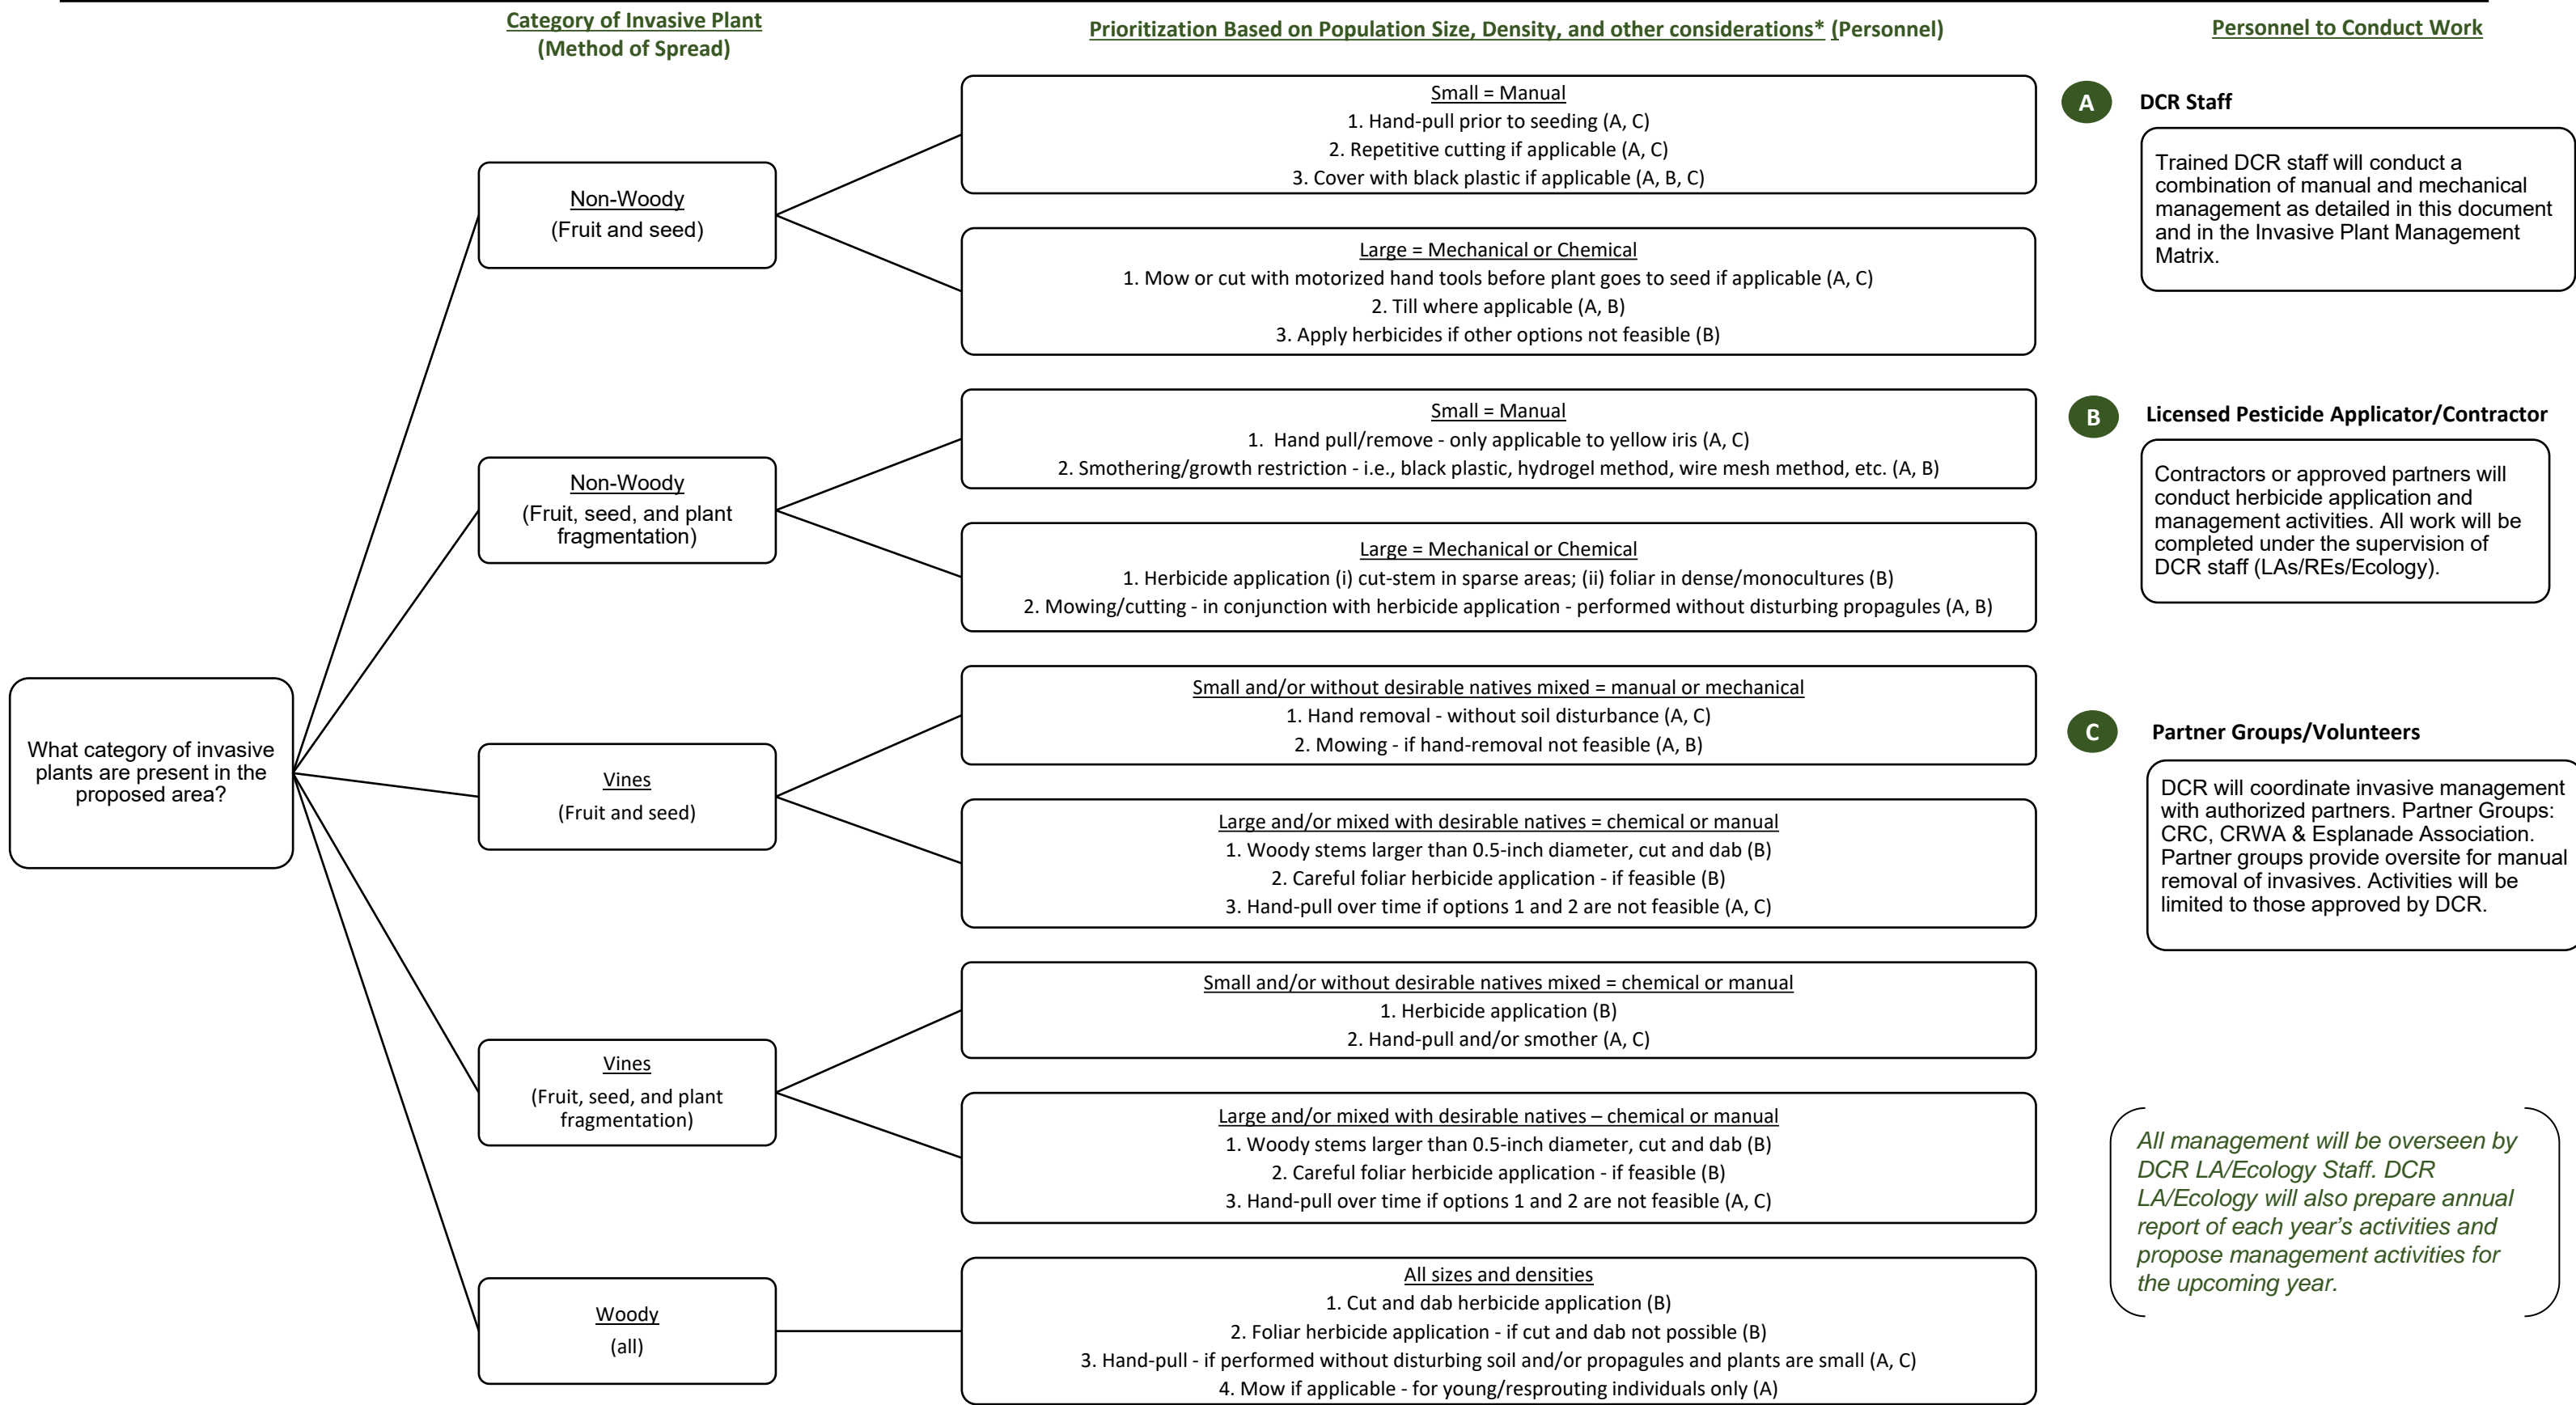 Category of Invasive Plant
(Method of Spread)
Prioritization Based on Population Size, Density, and other considerations* (Personnel)
Personnel to Conduct Work
What category of invasive
plants are present in the
proposed area?
Non-Woody
(Fruit and seed)
Small = Manual
1. Hand-pull prior to seeding (A, C)
2. Repetitive cutting if applicable (A, C)
3. Cover with black plastic if applicable (A, B, C)
Large = Mechanical or Chemical
1. Mow or cut with motorized hand tools before plant goes to seed if applicable (A, C)
2. Till where applicable (A, B)
3. Apply herbicides if other options not feasible (B)
Non-Woody
(Fruit, seed, and plant
fragmentation)
Small = Manual
1. Hand pull/remove - only applicable to yellow iris (A, C)
2. Smothering/growth restriction - i.e., black plastic, hydrogel method, wire mesh method, etc. (A, B)
Large = Mechanical or Chemical
1. Herbicide application (i) cut-stem in sparse areas; (ii) foliar in dense/monocultures (B)
2. Mowing/cutting - in conjunction with herbicide application - performed without disturbing propagules (A, B)
Vines
(Fruit and seed)
Small and/or without desirable natives mixed = manual or mechanical
1. Hand removal - without soil disturbance (A, C)
2. Mowing - if hand-removal not feasible (A, B)
Large and/or mixed with desirable natives = chemical or manual
1. Woody stems larger than 0.5-inch diameter, cut and dab (B)
2. Careful foliar herbicide application - if feasible (B)
3. Hand-pull over time if options 1 and 2 are not feasible (A, C)
Vines
(Fruit, seed, and plant
fragmentation)
Small and/or without desirable natives mixed = chemical or manual
1. Herbicide application (B)
2. Hand-pull and/or smother (A, C)
Large and/or mixed with desirable natives – chemical or manual
1. Woody stems larger than 0.5-inch diameter, cut and dab (B)
2. Careful foliar herbicide application - if feasible (B)
3. Hand-pull over time if options 1 and 2 are not feasible (A, C)
Woody
(all)
All sizes and densities
1. Cut and dab herbicide application (B)
2. Foliar herbicide application - if cut and dab not possible (B)
3. Hand-pull - if performed without disturbing soil and/or propagules and plants are small (A, C)
4. Mow if applicable - for young/resprouting individuals only (A)
A DCR Staff
Trained DCR staff will conduct a
combination of manual and mechanical
management as detailed in this document
and in the Invasive Plant Management
Matrix.
B Licensed Pesticide Applicator/Contractor
Contractors or approved partners will
conduct herbicide application and
management activities. All work will be
completed under the supervision of
DCR staff (LAs/REs/Ecology).
C Partner Groups/Volunteers
DCR will coordinate invasive management
with authorized partners. Partner Groups:
CRC, CRWA & Esplanade Association.
Partner groups provide oversite for manual
removal of invasives. Activities will be
limited to those approved by DCR.
All management will be overseen by
DCR LA/Ecology Staff. DCR
LA/Ecology will also prepare annual
report of each year’s activities and
propose management activities for
the upcoming year.